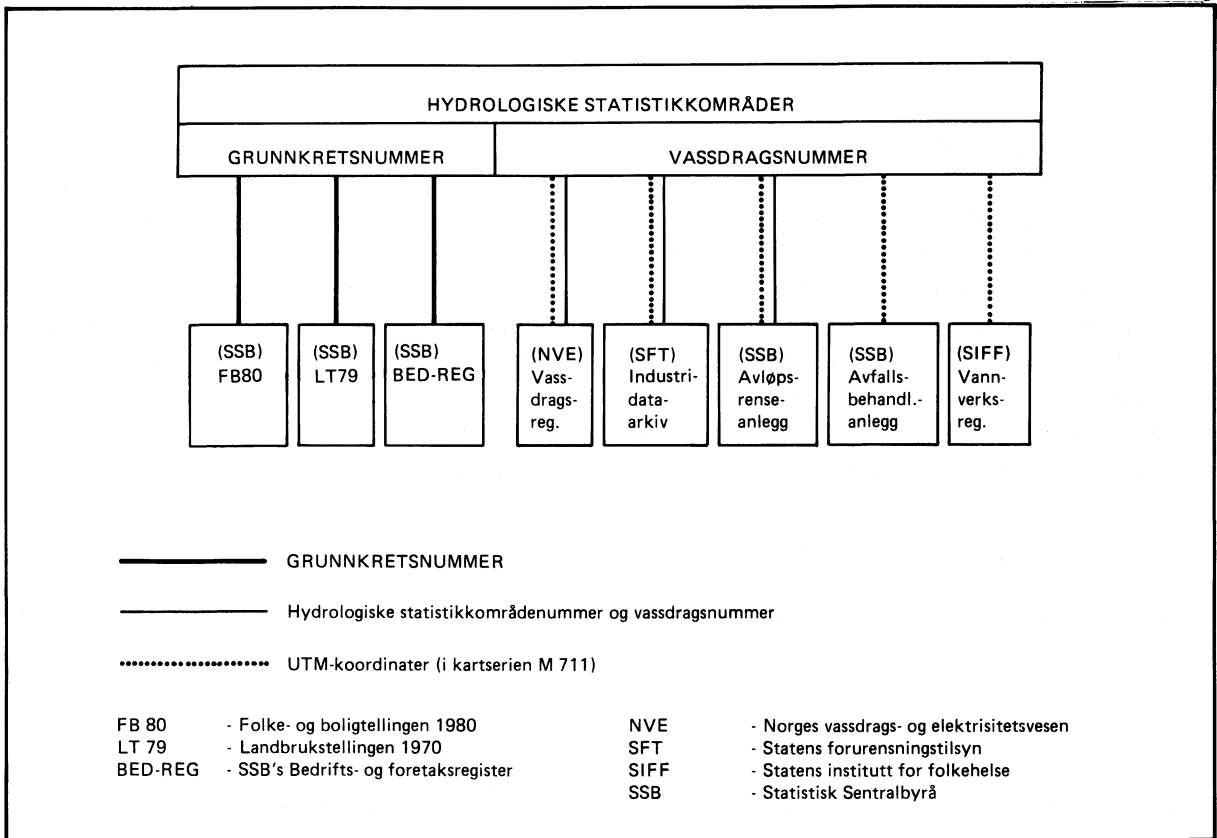 HYDROLOGISKE STATISTIKKOMRÅDER
GRUNNKRETSNUMMER
VASSDRAGSNUMMER
(SSB)
FB80
(SSB)
LT79
(SSB)
BED-REG
(NVE)
Vass-
drags-
reg.
(SFT)
Industri-
data-
arkiv
(SSB)
Avløps-
rense-
anlegg
(SSB)
Avfalls-
behandl.-
anlegg
(SIFF)
Vann-
verks-
reg.
GRUNNKRETSNUMMER
Hydrologiske statistikkområdenummer og vassdragsnummer
UTM-koordinater (i kartserien M 711)
FB 80 - Folke- og boligtellingen 1980
LT 79 - Landbrukstellingen 1970
BED-REG - SSB's Bedrifts- og foretaksregister
NVE - Norges vassdrags- og elektrisitetsvesen
SFT - Statens forurensningstilsyn
SIFF - Statens institutt for folkehelse
SSB - Statistisk Sentralbyrå